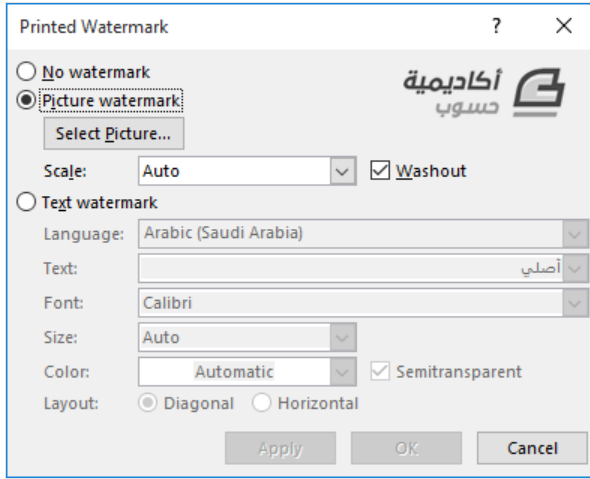 Printed Watermark ? ×
No watermark
Picture watermark
أكاديمية
حسوب
Select Picture...
Scale: Auto Washout
Text watermark
Language: Arabic (Saudi Arabia)
Text: أصلي
Font: Calibri
Size: Auto
Color: Automatic Semitransparent
Layout: Diagonal Horizontal
Apply OK Cancel